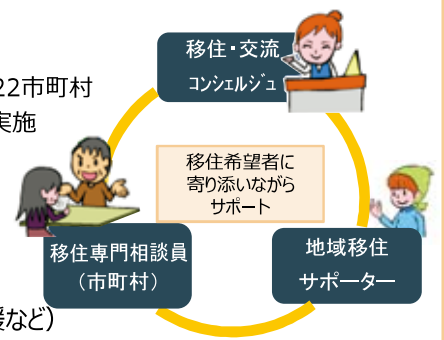 移住・交流
コンシェルジュ
22市町村
実施
移住希望者に
寄り添いながら
サポート
移住専門相談員
（市町村）
地域移住
サポーター
援など）